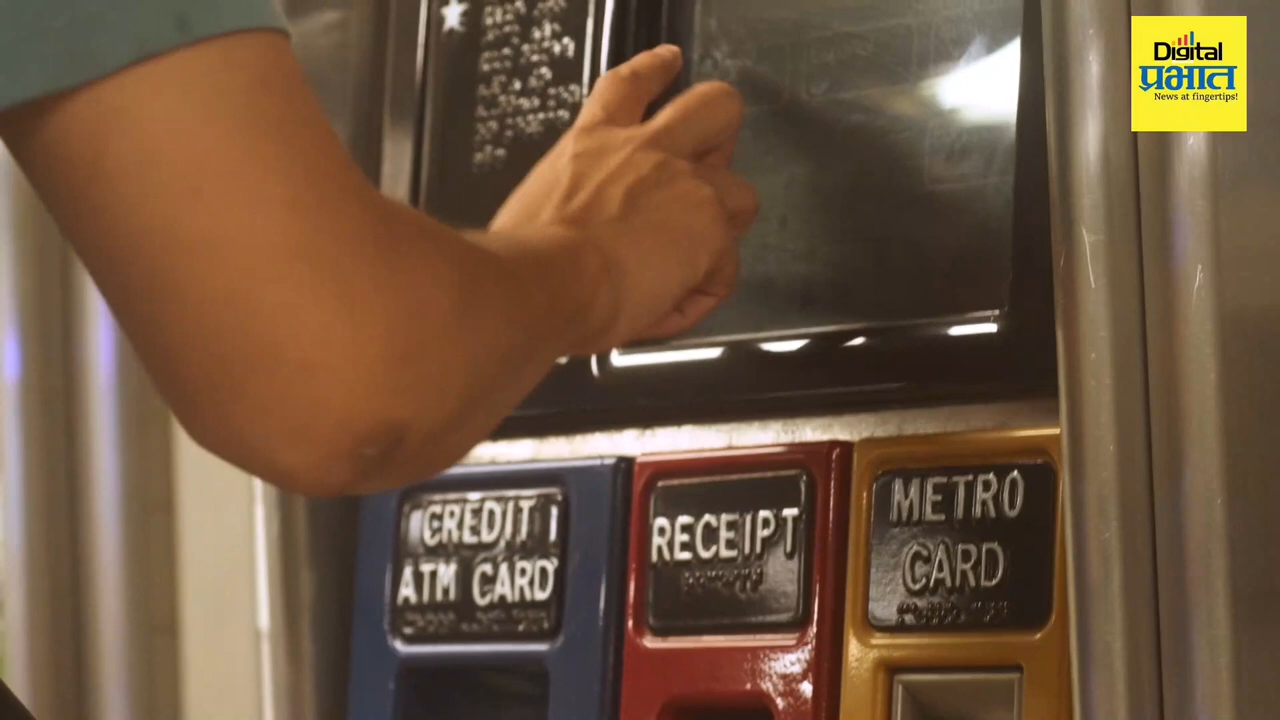 Digital
प्रभात
News at fingertips!
CREDIT /
ATM CARD
RECEIPT
METRO
CARD